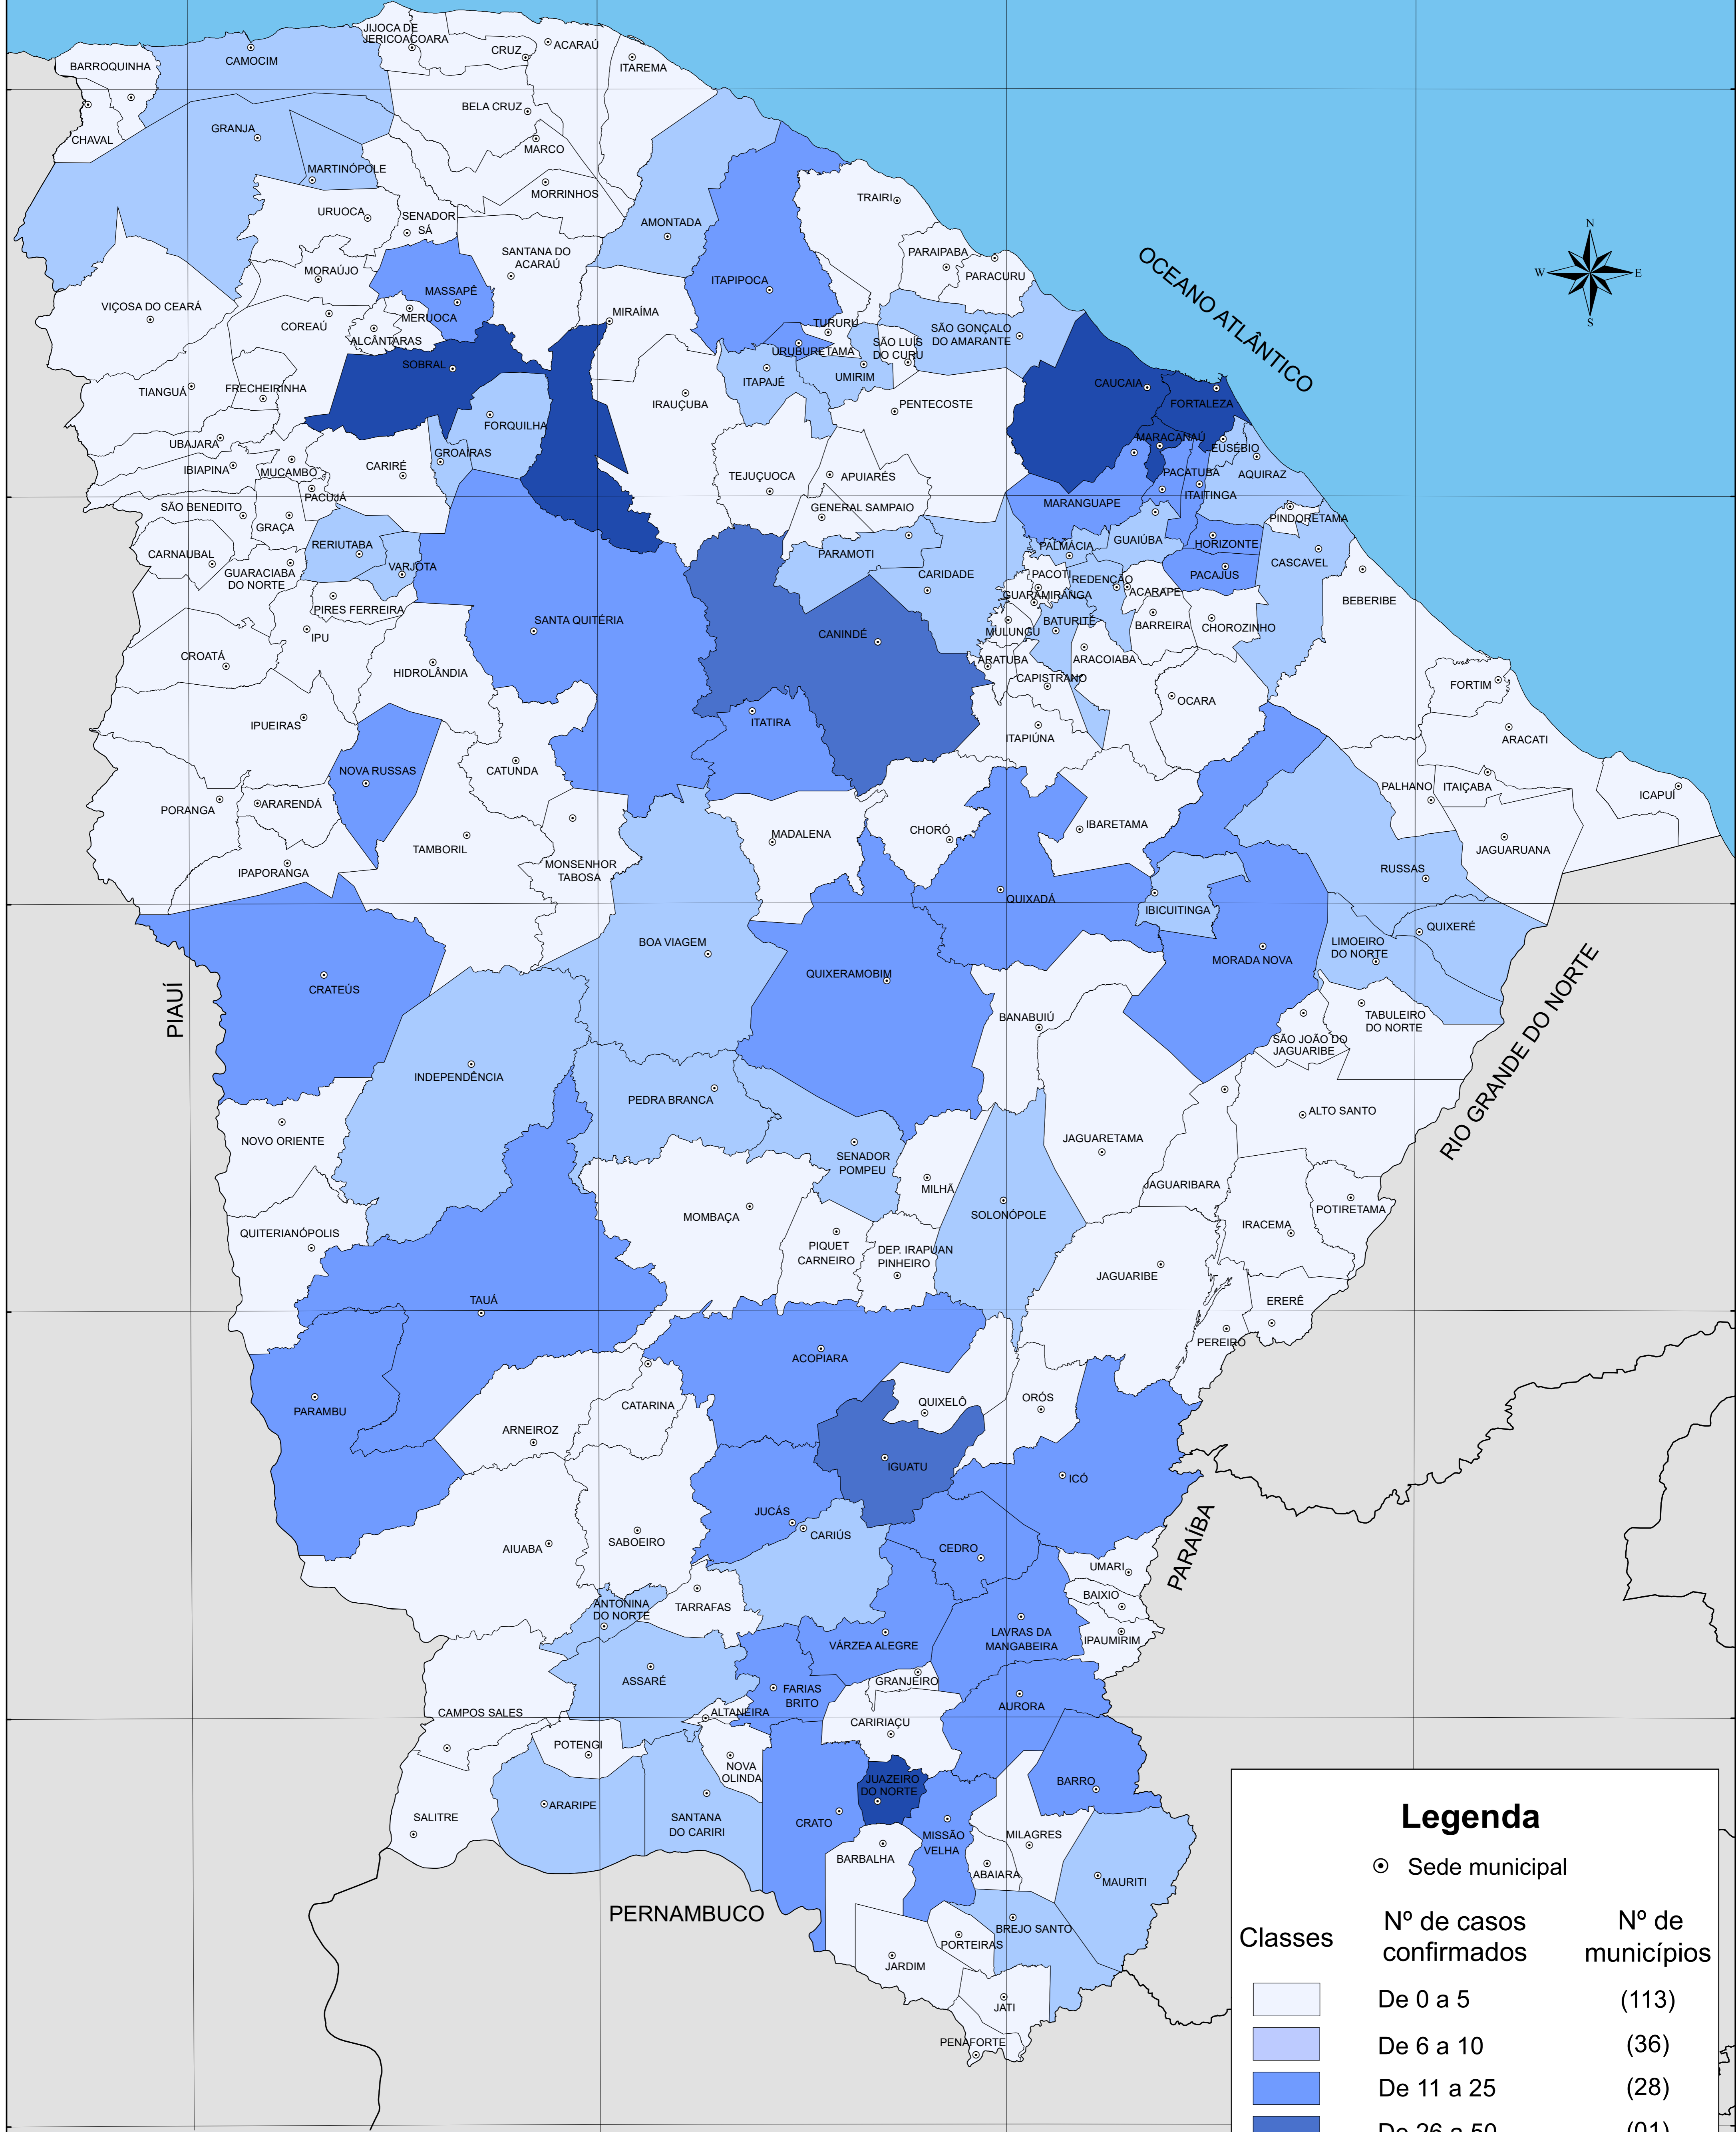 JIJOCA DE
JERICOACOARA
CRUZ
ACARAÚ
ITAREMA
BARROQUINHA
CAMOCIM
BELA CRUZ
CHAVAL
GRANJA
MARCO
MARTINÓPOLE
MORRINHOS
TRAIRI
URUOCA
SENADOR
SÁ
AMONTADA
N
W
E
S
SANTANA DO
ACARAÚ
PARAIPABA
PARACURU
OCEANO ATLÂNTICO
MORAÚJO
MASSAPÊ
ITAPIPOCA
VIÇOSA DO CEARÁ
MERUOCA
MIRAÍMA
COREAÚ
TURURU
SÃO GONÇALO
DO AMARANTE
ALCÂNTARAS
URUBURETAMA
SÃO LUÍS
DO CURU
SOBRAL
ITAPAJÉ
UMIRIM
TIANGUÁ
FRECHEIRINHA
IRAUÇUBA
PENTECOSTE
CAUCAIA
FORTALEZA
FORQUILHA
UBAJARA
MARACANAÚ
EUSÉBIO
GROAÍRAS
IBIAPINA
MUCAMBO
CARIRÉ
TEJUÇUOCA
APUIARÉS
PACATUBA
AQUIRAZ
PACUJÁ
ITAITINGA
SÃO BENEDITO
GENERAL SAMPAIO
MARANGUAPE
GRAÇA
PINDORETAMA
RERIUTABA
CARNAUBAL
PARAMOTI
PALMÁCIA
GUAIÚBA
HORIZONTE
VARJOTA
GUARACIABA
DO NORTE
CARIDADE
PACOTI
REDENÇÃO
PACAJUS
CASCAVEL
GUARAMIRANGA
ACARAPE
BEBERIBE
PIRES FERREIRA
SANTA QUITÉRIA
CANINDÉ
MULUNGU
BATURITÉ
BARREIRA
CHOROZINHO
IPU
CROATÁ
HIDROLÂNDIA
ARATUBA
ARACOIABA
CAPISTRANO
FORTIM
OCARA
IPUEIRAS
ITATIRA
ITAPIÚNA
ARACATI
NOVA RUSSAS
CATUNDA
PALHANO
ITAIÇABA
ICAPUÍ
PORANGA
ARARENDÁ
MADALENA
CHORÓ
IBARETAMA
TAMBORIL
JAGUARUANA
MONSENHOR
TABOSA
IPAPORANGA
RUSSAS
QUIXADÁ
IBICUITINGA
QUIXERÉ
BOA VIAGEM
LIMOEIRO
DO NORTE
MORADA NOVA
QUIXERAMOBIM
CRATEÚS
PIAUÍ
BANABUIÚ
TABULEIRO
DO NORTE
SÃO JOÃO DO
JAGUARIBE
RIO GRANDE DO NORTE
INDEPENDÊNCIA
PEDRA BRANCA
ALTO SANTO
NOVO ORIENTE
JAGUARETAMA
SENADOR
POMPEU
MILHÃ
JAGUARIBARA
POTIRETAMA
MOMBAÇA
SOLONÓPOLE
IRACEMA
QUITERIANÓPOLIS
PIQUET
CARNEIRO
DEP. IRAPUAN
PINHEIRO
JAGUARIBE
TAUÁ
ERERÊ
PEREIRO
ACOPIARA
PARAMBU
CATARINA
QUIXELÔ
ORÓS
ARNEIROZ
IGUATU
ICÓ
JUCÁS
CARIÚS
PARAÍBA
AIUABA
SABOEIRO
CEDRO
UMARI
BAIXIO
ANTONINA
DO NORTE
TARRAFAS
LAVRAS DA
MANGABEIRA
VÁRZEA ALEGRE
IPAUMIRIM
ASSARÉ
GRANJEIRO
FARIAS
BRITO
AURORA
CAMPOS SALES
ALTANEIRA
CARIRIAÇU
POTENGI
NOVA
OLINDA
JUAZEIRO
DO NORTE
BARRO
SALITRE
ARARIPE
SANTANA
DO CARIRI
CRATO
MISSÃO
VELHA
MILAGRES
BARBALHA
ABAIARA
MAURITI
PERNAMBUCO
BREJO SANTO
PORTEIRAS
JARDIM
JATI
PENAFORTE
Legenda
Sede municipal
Classes
Nº de casos
confirmados
Nº de
municípios
De 0 a 5
(113)
De 6 a 10
(36)
De 11 a 25
(28)
De 26 a 50
(01)